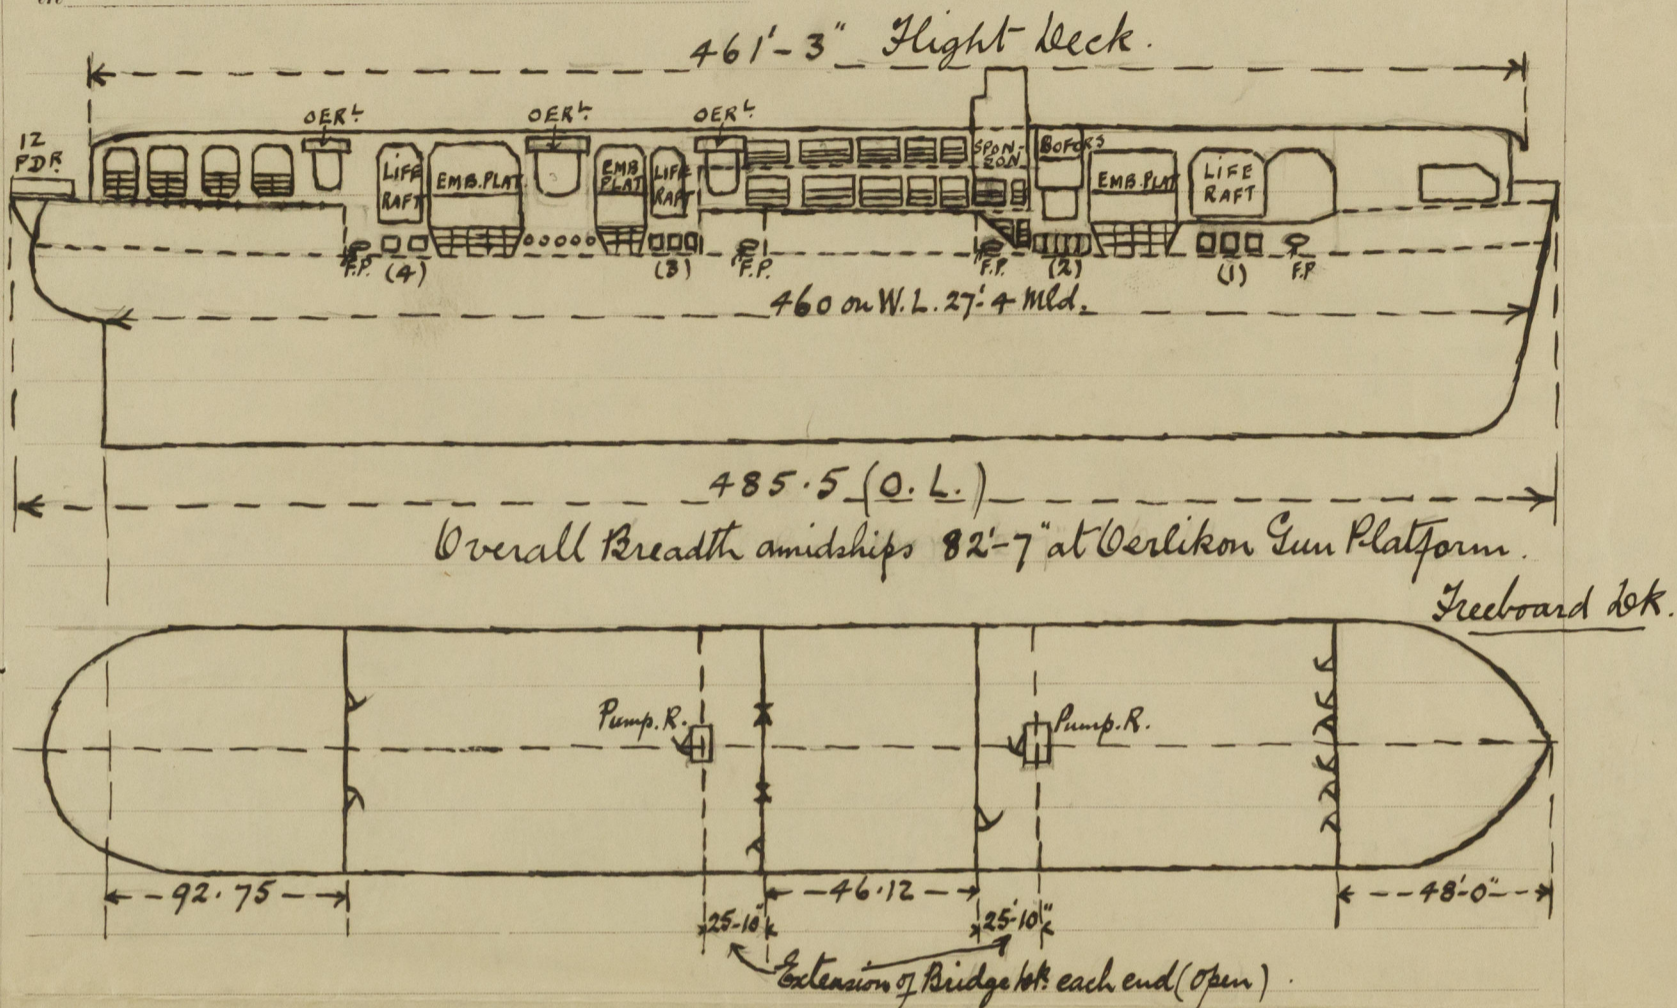 461'-3" Flight Deck.
OER L
OER L
OER L
12
PDR
LIFE
RAFT
EMB. PLAT
EMB
PLAT
LIFE
RAFT
SPON-
SON
BOFORS
EMB. PLAT
LIFE
RAFT
F.P.
(4)
(3)
F.P.
F.P.
(2)
(1)
F.P
460 on W.L. 27'.4 Mld.
485.5 (O. L.)
Overall Breadth amidships 82'-7" at Oerlikon Gun Platform.
Freeboard Dk.
Pump. R.
Pump. R.
92.75
46.12
48'-0"
25-10"
25'-10"
Extension of Bridge Dk. each end (open).